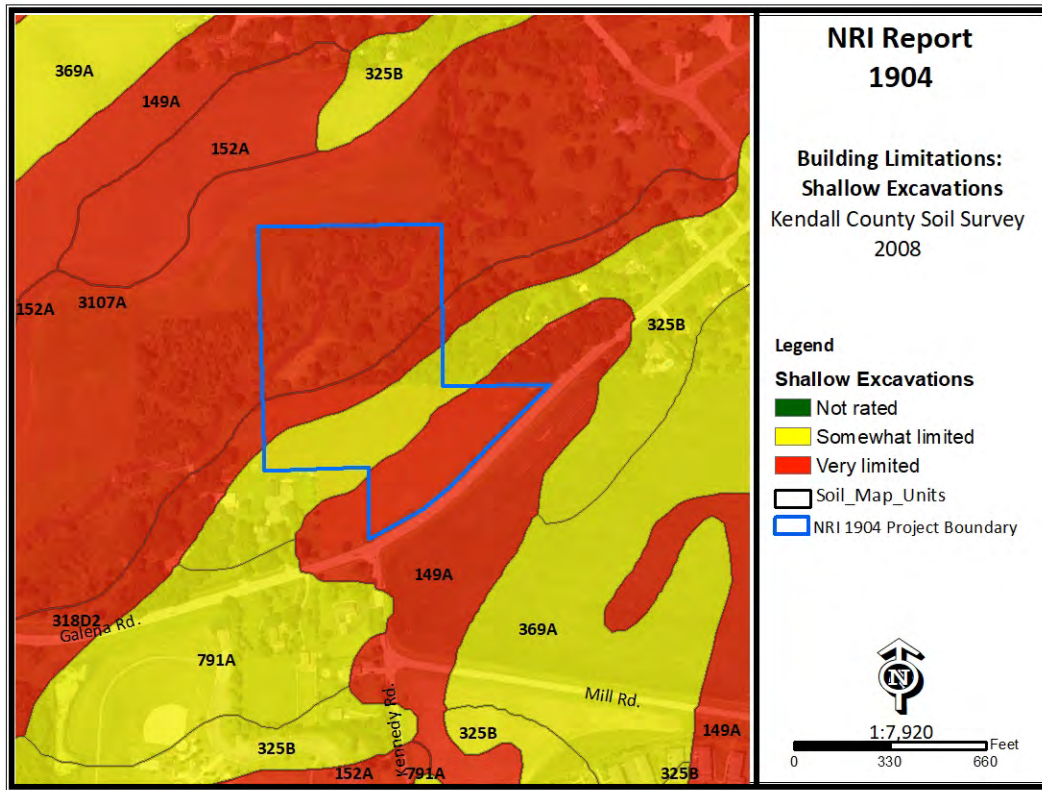 NRI Report
1904
Building Limitations:
Shallow Excavations
Kendall County Soil Survey
2008
Legend
Shallow Excavations
Not rated
Somewhat limited
Very limited
Soil_Map_Units
NRI 1904 Project Boundary
N
1:7,920
Feet
0 330 660
369A
325B
149A
152A
152A
3107A
325B
149A
318D2
Galena Rd.
369A
791A
Mill Rd.
Kennedy Rd.
149A
325B
325B
152A
791A
325B